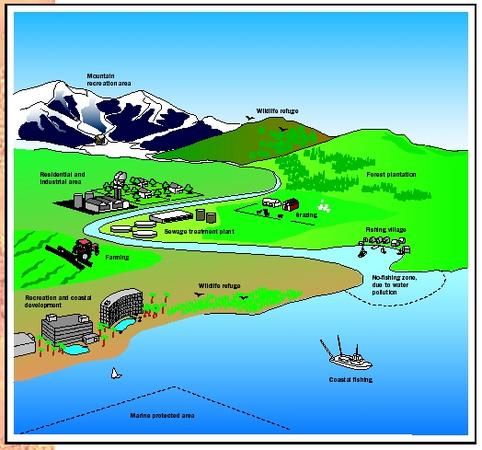 Mountain
recreation area
Wildlife refuge
Residential and
industrial area
Forest plantation
Grazing
Fishing village
Sewage treatment plant
Farming
No-fishing zone,
due to water
pollution
Wildlife refuge
Recreation and coastal
development
Coastal fishing
Marine protected area